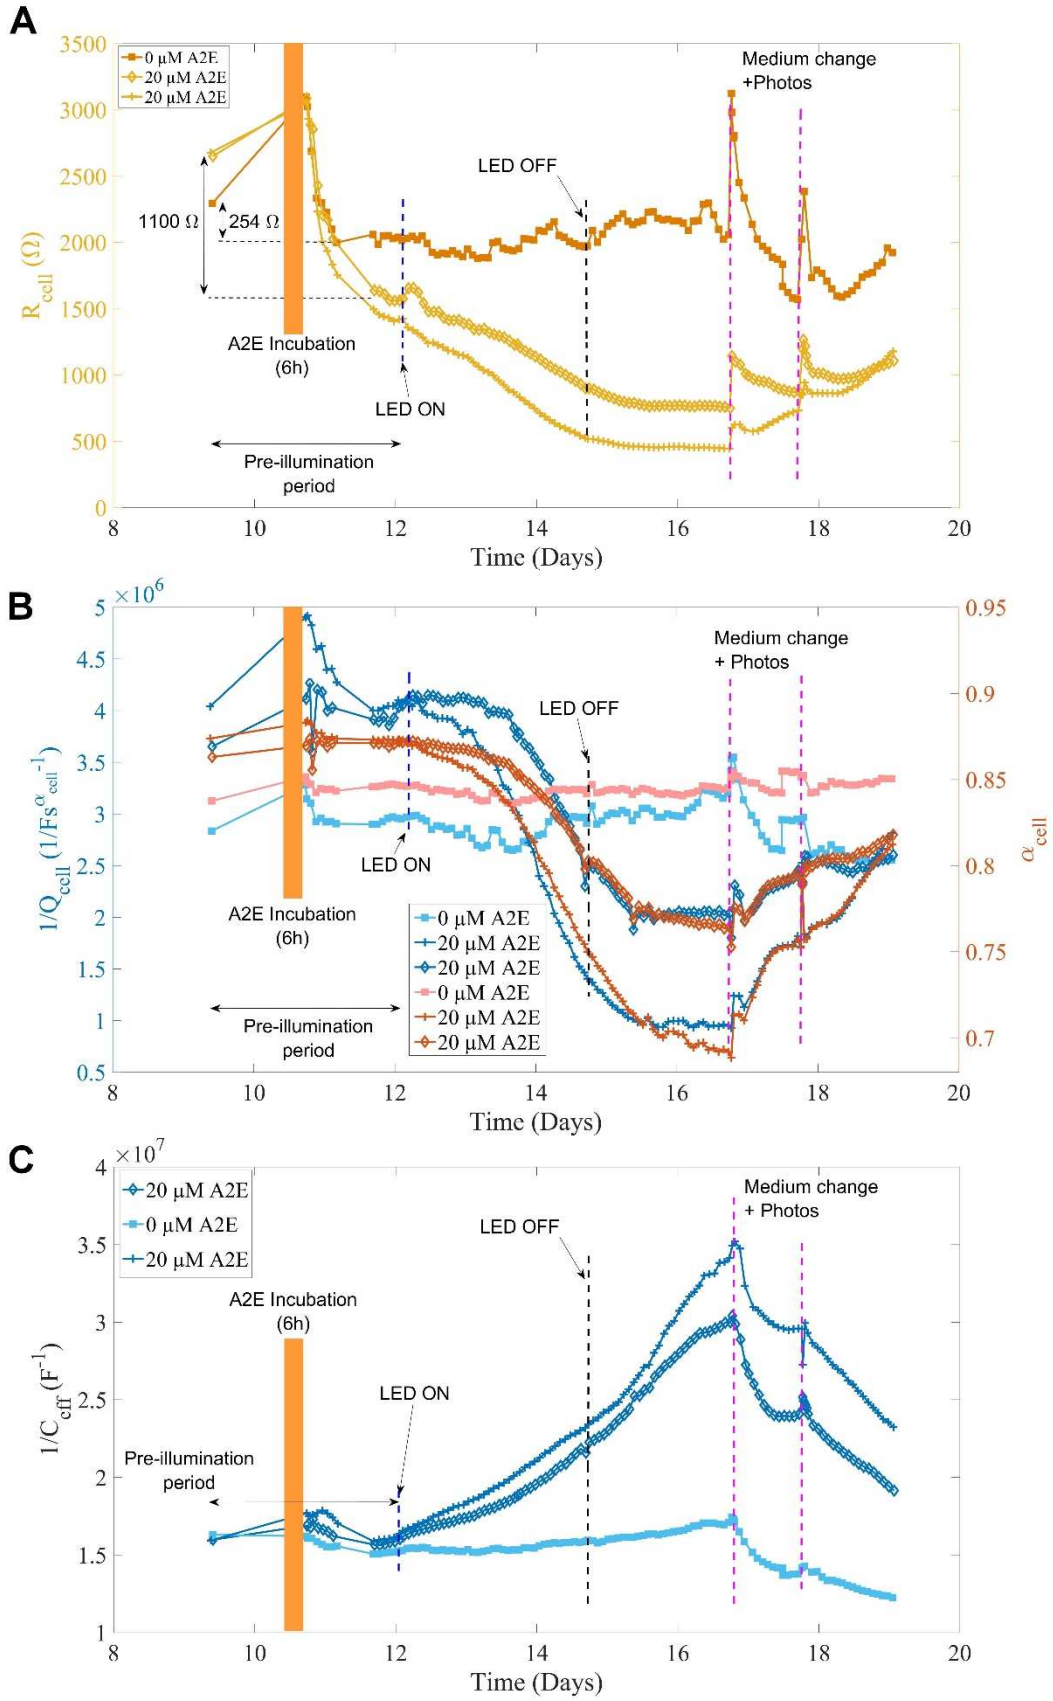 A
3500
3000
2500
2000
1500
1000
500
0
R_cell (Ω)
0 µM A2E
20 µM A2E
20 µM A2E
Medium change
+Photos
LED OFF
1100 Ω
254 Ω
A2E Incubation
(6h)
LED ON
Pre-illumination
period
8 10 12 14 16 18 20
Time (Days)
B
×10^6
5
4.5
4
3.5
3
2.5
2
1.5
1
0.5
1/Q_cell (1/Fs^α_cell^-1)
0.95
0.9
0.85
0.8
0.75
0.7
α_cell
Medium change
+ Photos
LED OFF
LED ON
A2E Incubation
(6h)
0 µM A2E
20 µM A2E
20 µM A2E
0 µM A2E
20 µM A2E
20 µM A2E
Pre-illumination
period
8 10 12 14 16 18 20
Time (Days)
C
×10^7
4
3.5
3
2.5
2
1.5
1
1/C_eff (F^-1)
20 µM A2E
0 µM A2E
20 µM A2E
Medium change
+ Photos
LED OFF
A2E Incubation
(6h)
LED ON
Pre-illumination
period
8 10 12 14 16 18 20
Time (Days)